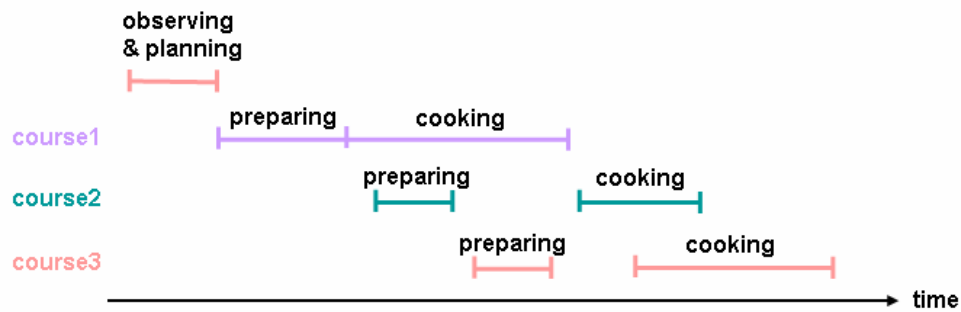 observing
& planning
preparing
cooking
course1
preparing
cooking
course2
preparing
cooking
course3
time